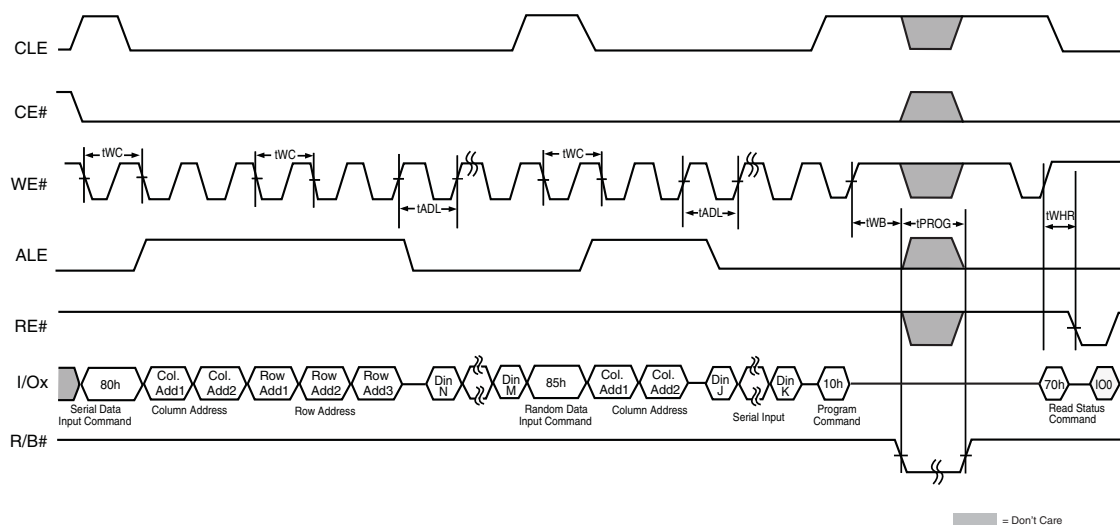 CLE
CE#
tWC
tWC
tWC
WE#
tADL
tADL
tWB
tPROG
tWHR
ALE
RE#
I/Ox
80h
Col. Add1
Col. Add2
Row Add1
Row Add2
Row Add3
Din N
Din M
85h
Col. Add1
Col. Add2
Din J
Din K
10h
70h
IO0
Serial Data
Input Command
Column Address
Row Address
Random Data
Input Command
Column Address
Serial Input
Program
Command
Read Status
Command
R/B#
= Don't Care